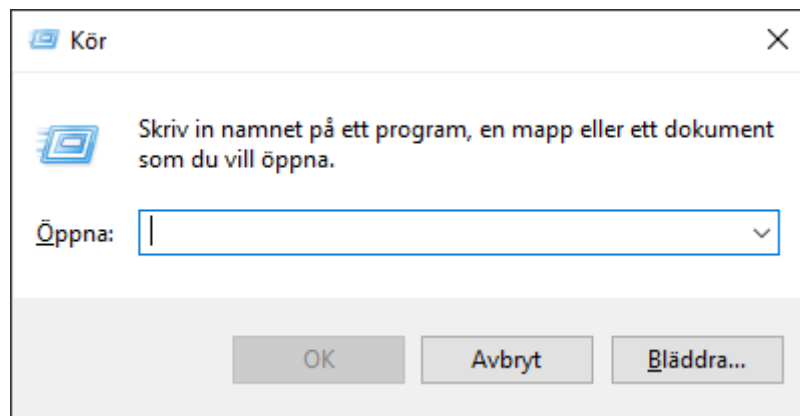 Kör
Skriv in namnet på ett program, en mapp eller ett dokument
som du vill öppna.
Öppna:
OK Avbryt Bläddra...